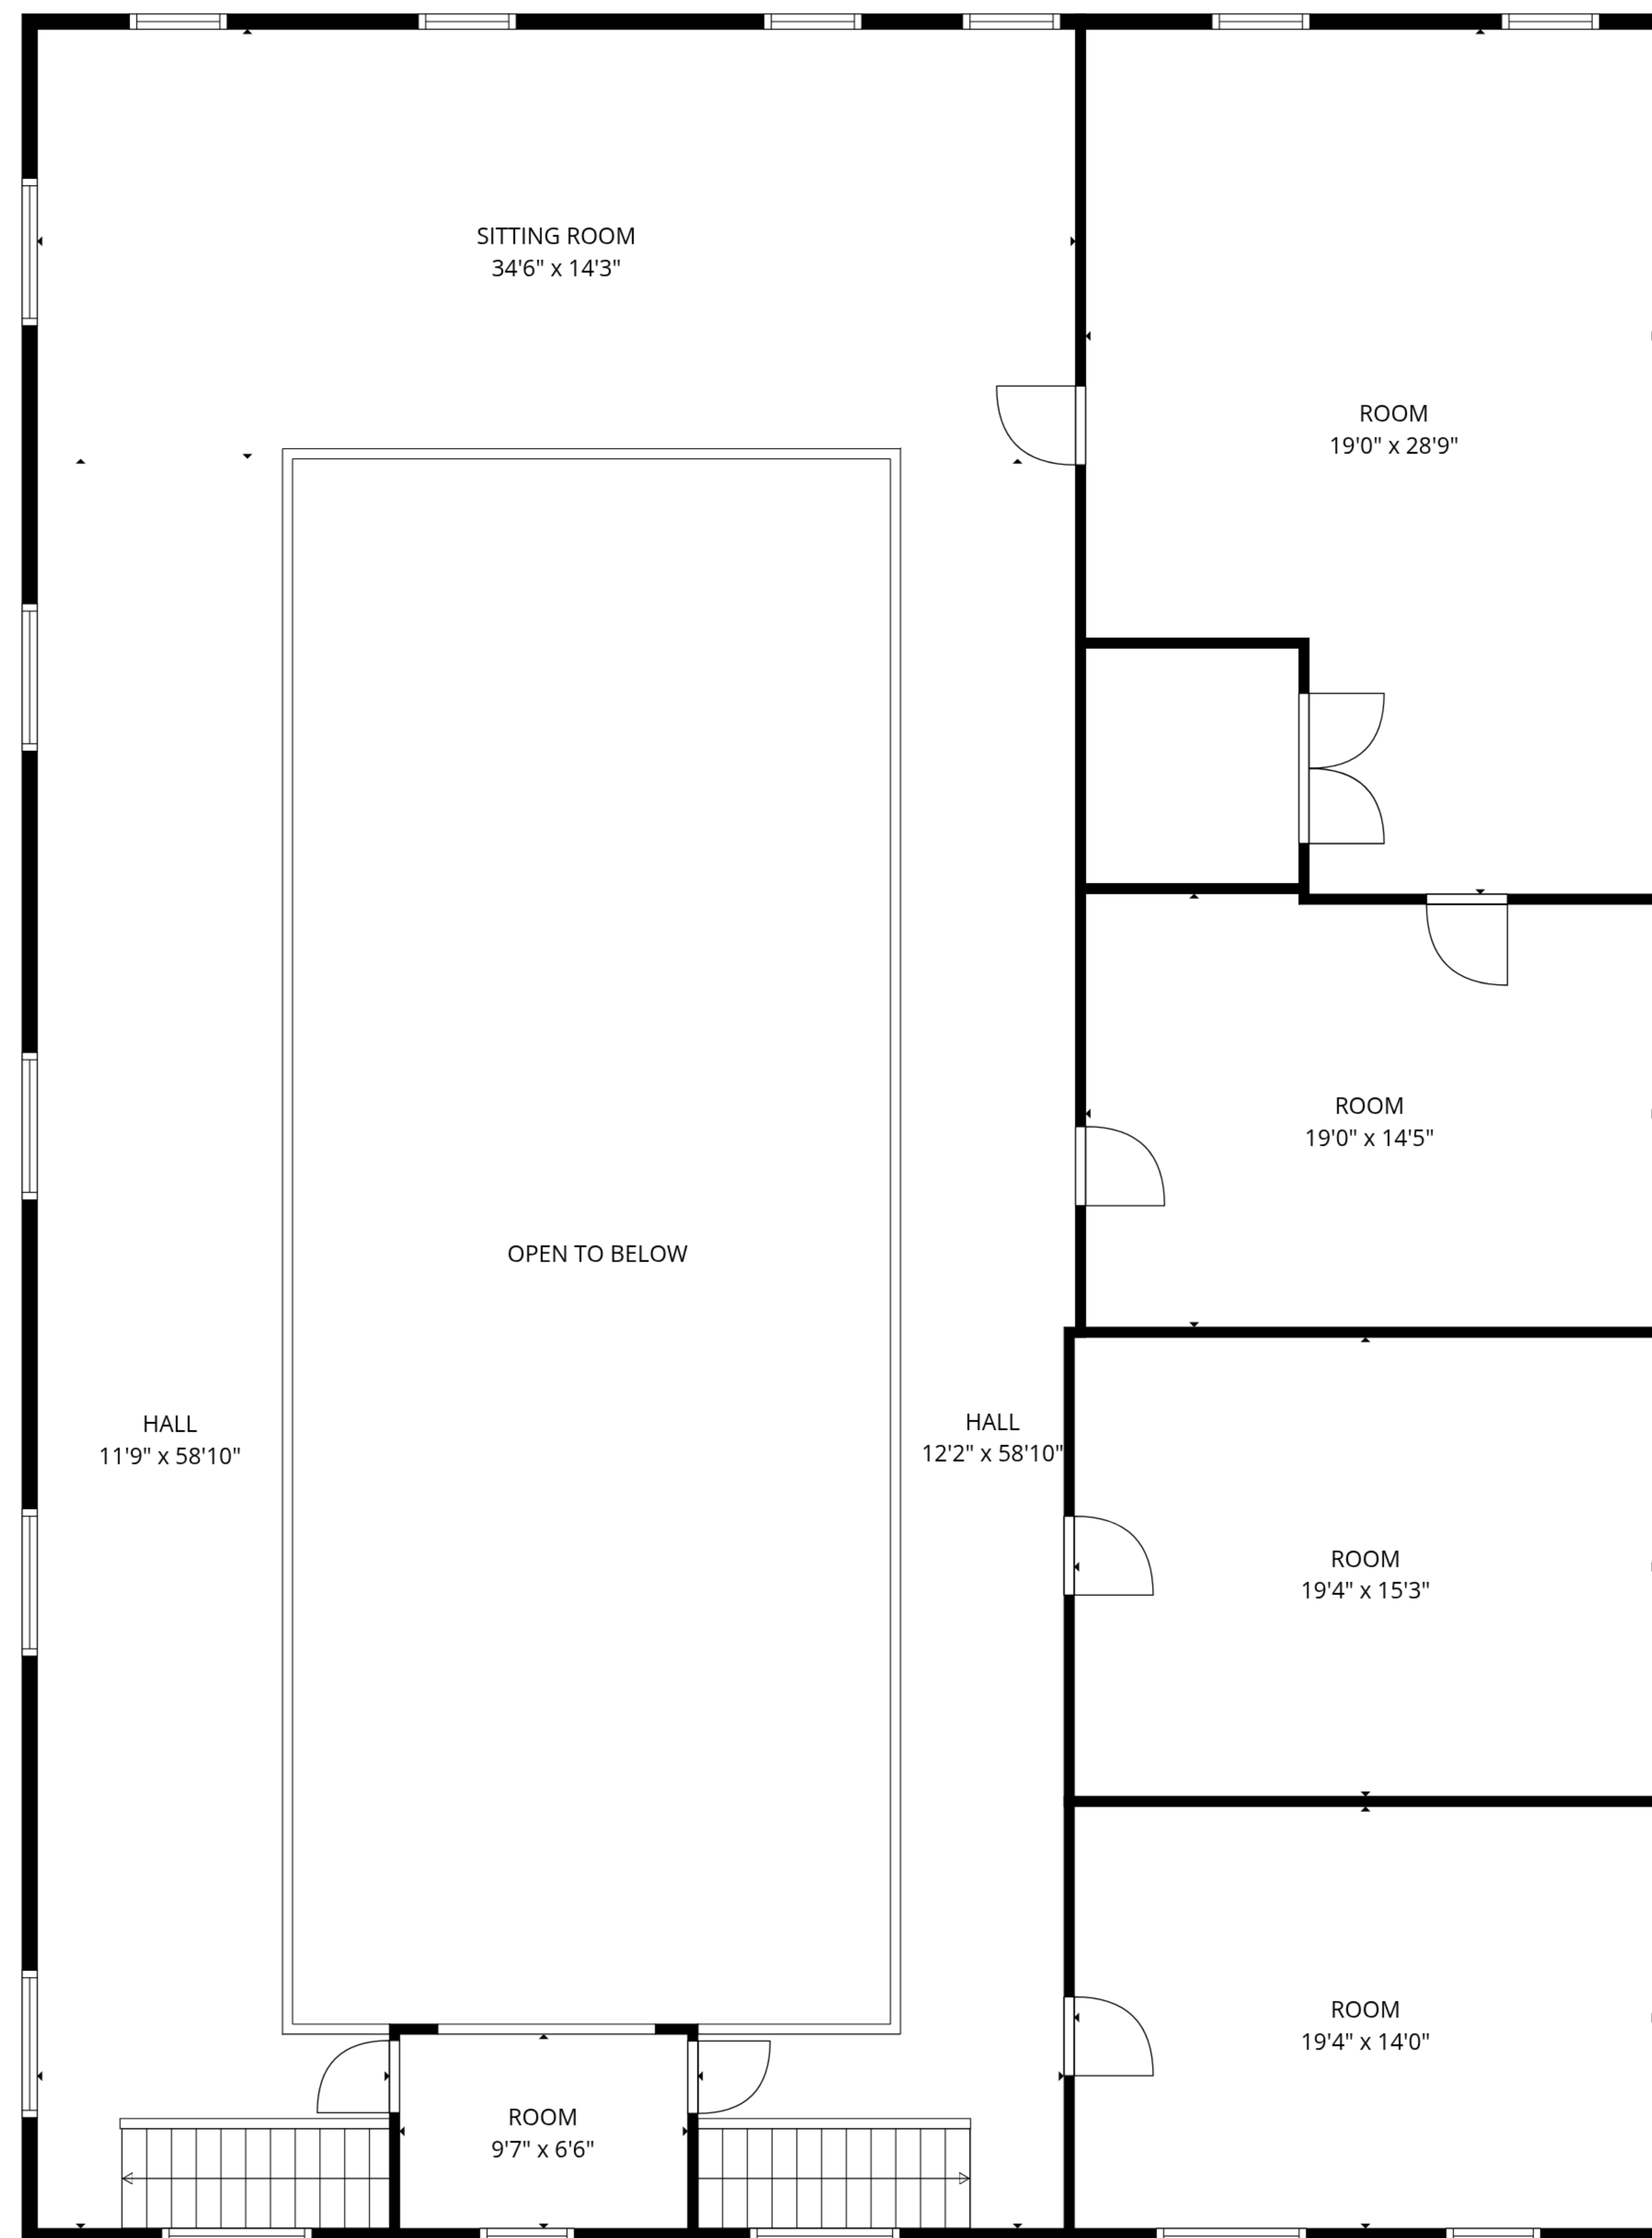 SITTING ROOM
34'6" x 14'3"
ROOM
19'0" x 28'9"
ROOM
19'0" x 14'5"
OPEN TO BELOW
HALL
11'9" x 58'10"
HALL
12'2" x 58'10"
ROOM
19'4" x 15'3"
ROOM
19'4" x 14'0"
ROOM
9'7" x 6'6"